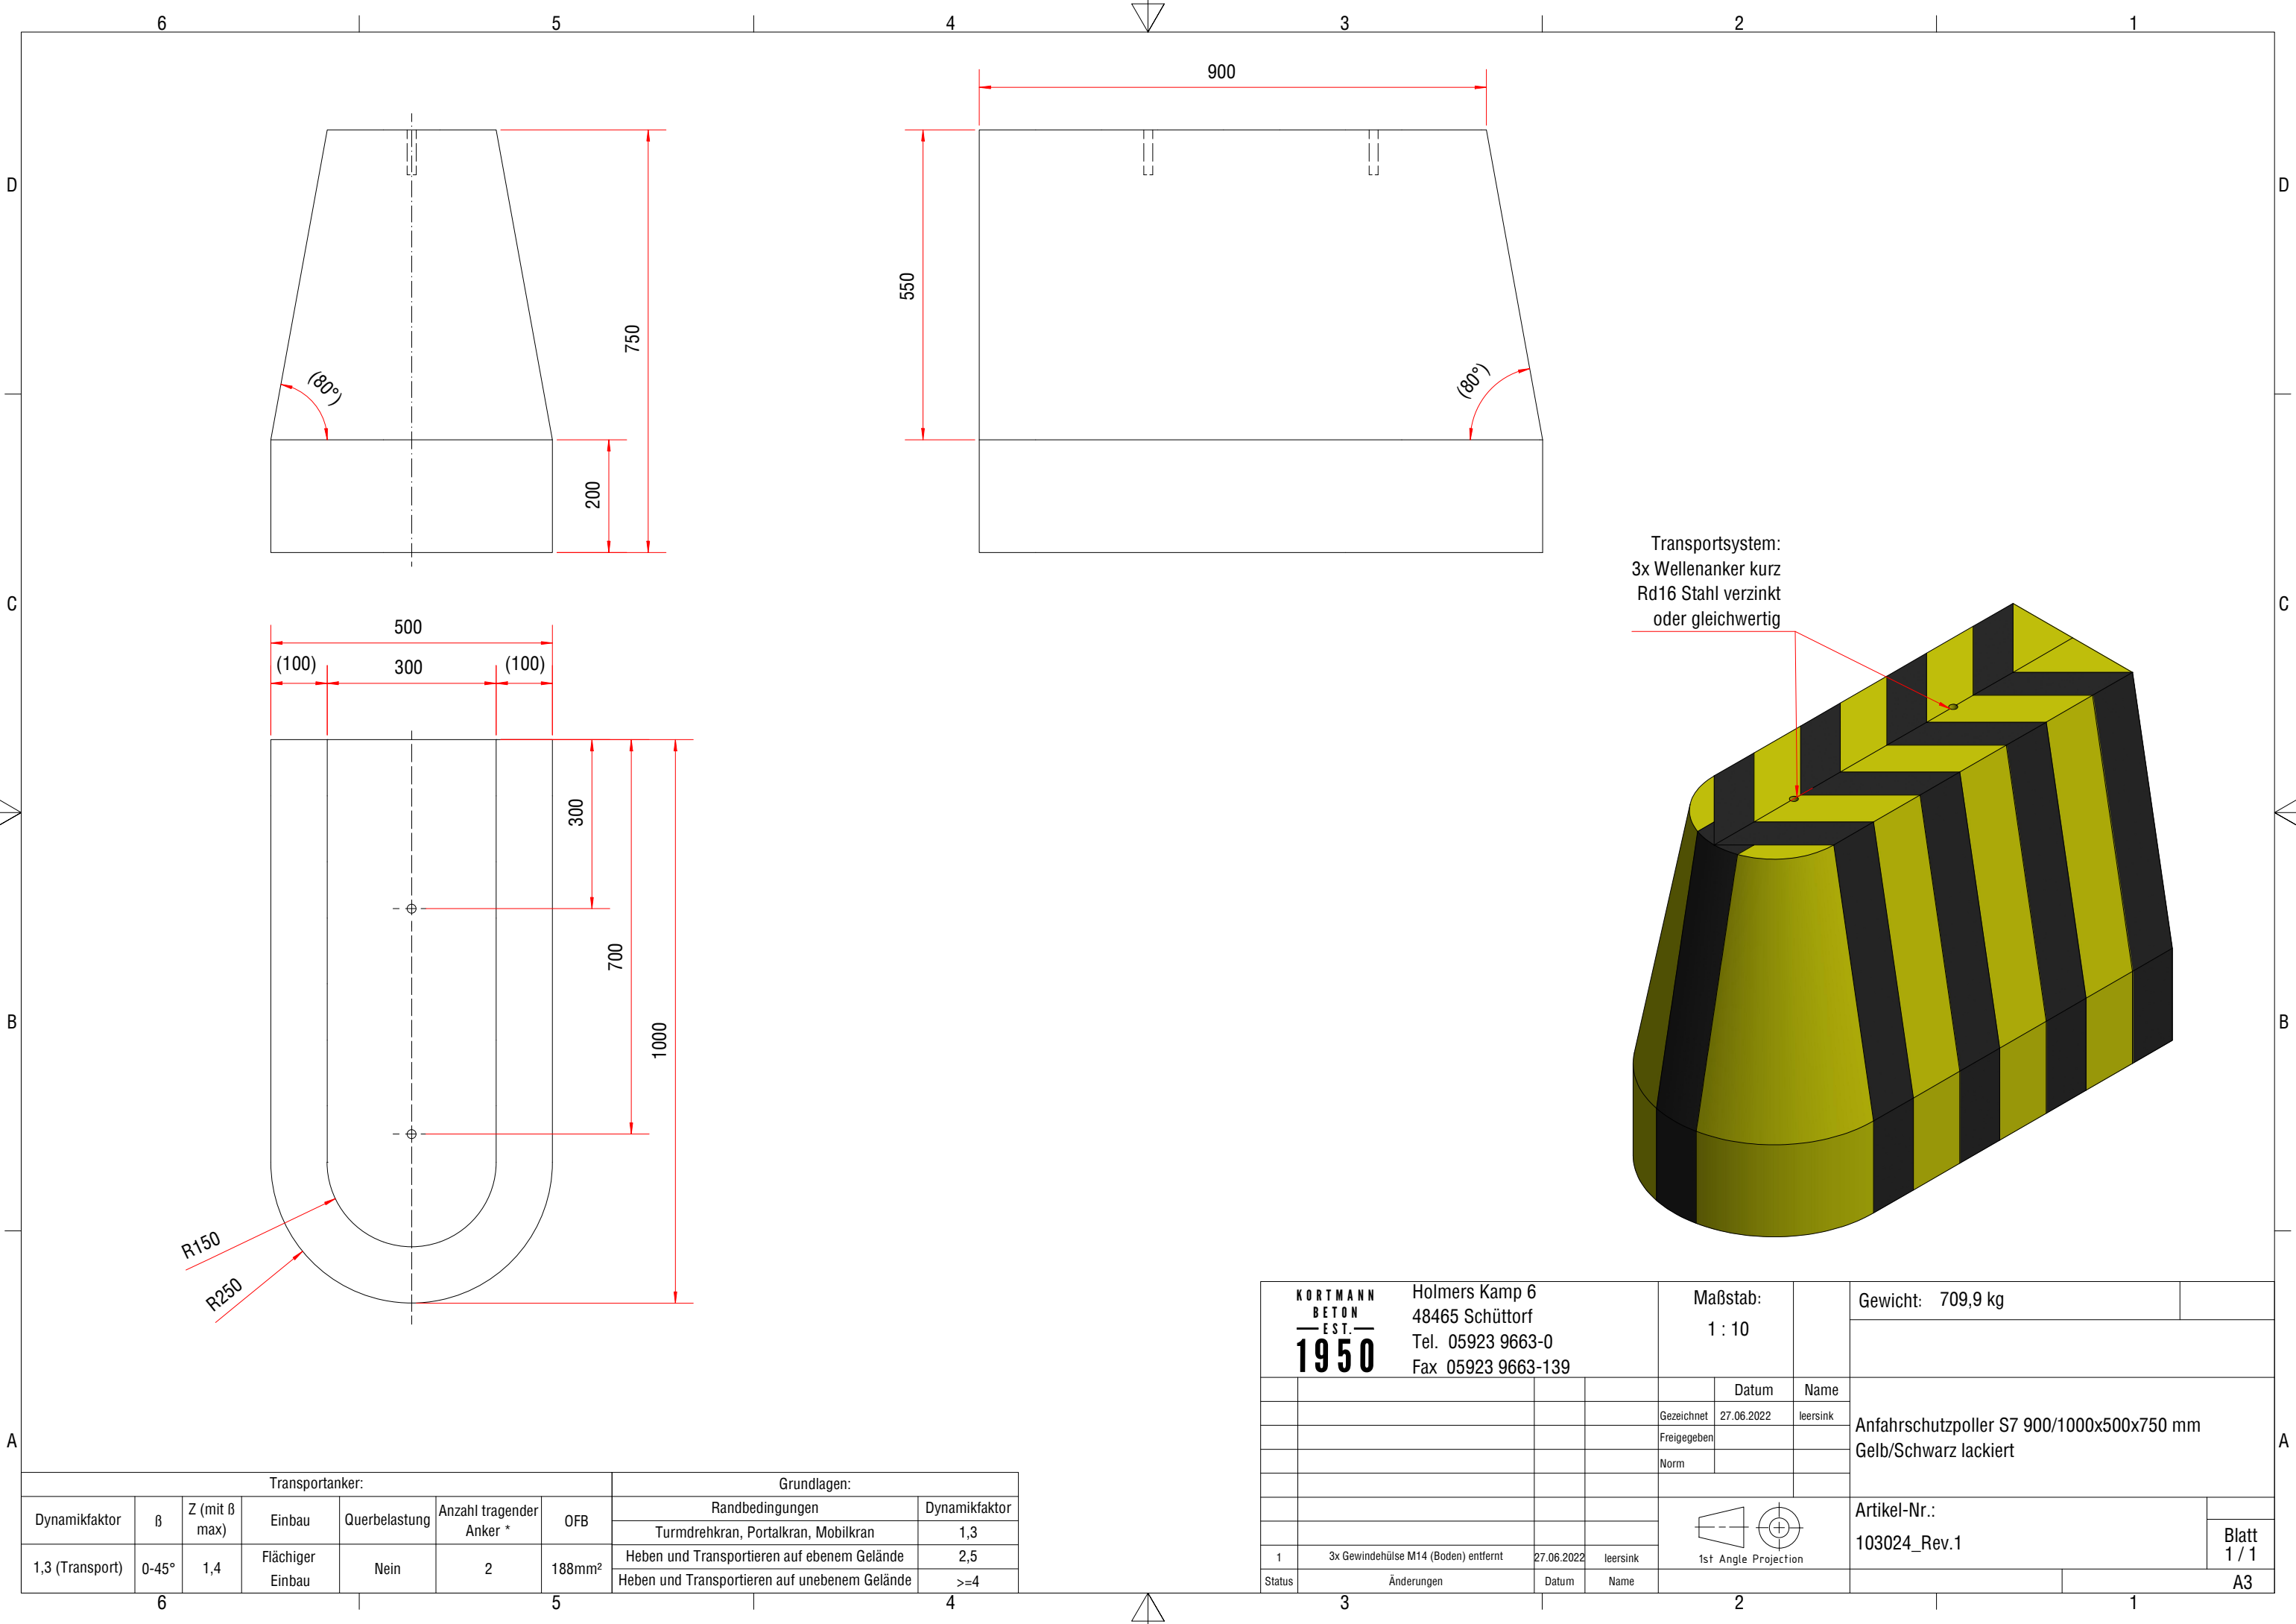 6 5 4 3 2 1
D D
C C
B B
A A
900
550
(80°)
750
(80°)
200
500
(100) 300 (100)
300
700
1000
R150
R250
Transportsystem:
3x Wellenanker kurz
Rd16 Stahl verzinkt
oder gleichwertig
KORTMANN
BETON
EST.
1950
Holmers Kamp 6
48465 Schüttorf
Tel. 05923 9663-0
Fax 05923 9663-139
Maßstab:
1 : 10
Gewicht: 709,9 kg
Datum Name
Gezeichnet 27.06.2022 leersink
Freigegeben
Norm
Anfahrschutzpoller S7 900/1000x500x750 mm
Gelb/Schwarz lackiert
1st Angle Projection
Artikel-Nr.:
103024_Rev.1
Blatt
1 / 1
A3
1 3x Gewindehülse M14 (Boden) entfernt 27.06.2022 leersink
Status Änderungen Datum Name
Transportanker:
Dynamikfaktor ß Z (mit ß max) Einbau Querbelastung Anzahl tragender Anker * OFB
1,3 (Transport) 0-45° 1,4 Flächiger Einbau Nein 2 188mm²
Grundlagen:
Randbedingungen Dynamikfaktor
Turmdrehkran, Portalkran, Mobilkran 1,3
Heben und Transportieren auf ebenem Gelände 2,5
Heben und Transportieren auf unebenem Gelände >=4
6 5 4 3 2 1